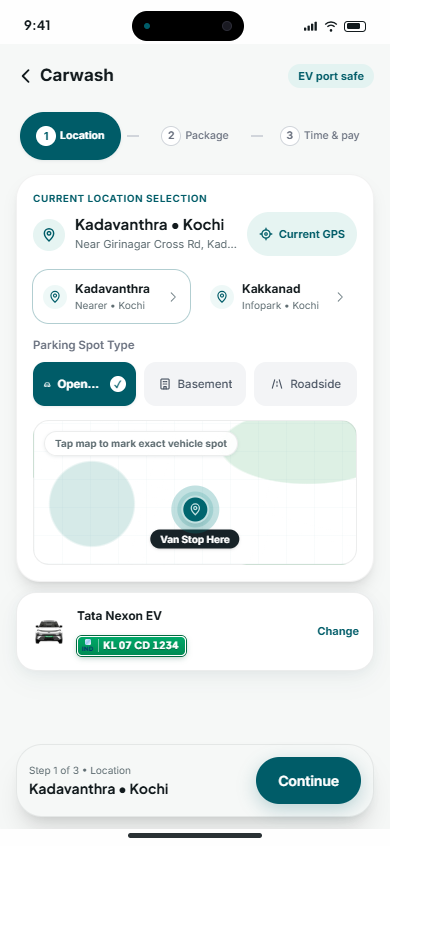 9:41
Carwash
EV port safe
1 Location
2 Package
3 Time & pay
CURRENT LOCATION SELECTION
Kadavanthra • Kochi
Near Girinagar Cross Rd, Kad...
Current GPS
Kadavanthra
Nearer • Kochi
Kakkanad
Infopark • Kochi
Parking Spot Type
Open...
Basement
Roadside
Tap map to mark exact vehicle spot
Van Stop Here
Tata Nexon EV
IND KL 07 CD 1234
Change
Step 1 of 3 • Location
Kadavanthra • Kochi
Continue